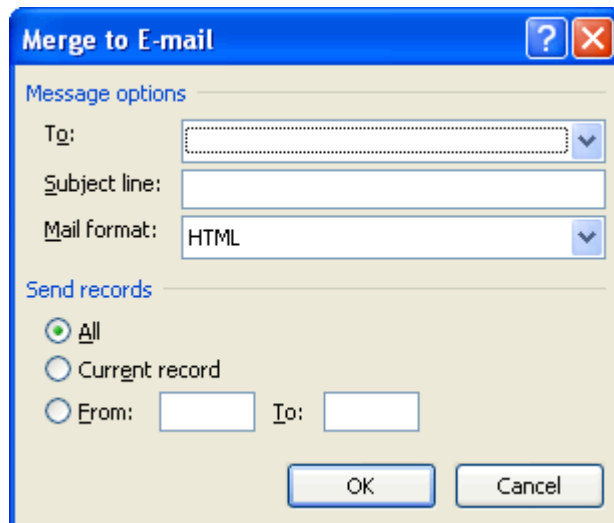 Merge to E-mail ?
Message options
To:
Subject line:
Mail format: HTML
Send records
All
Current record
From: To:
OK Cancel